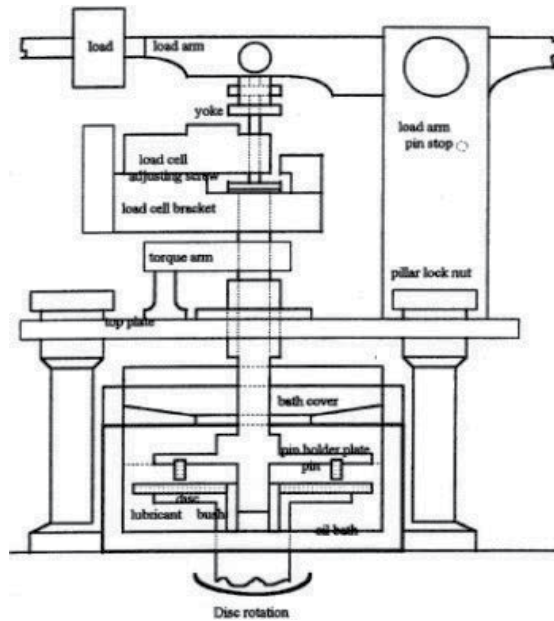 load
load arm
yoke
load arm
pin stop
load cell
adjusting screw
load cell bracket
torque arm
pillar lock nut
top plate
bath cover
pin holder plate
pin
disc
lubricant
bush
oil bath
Disc rotation